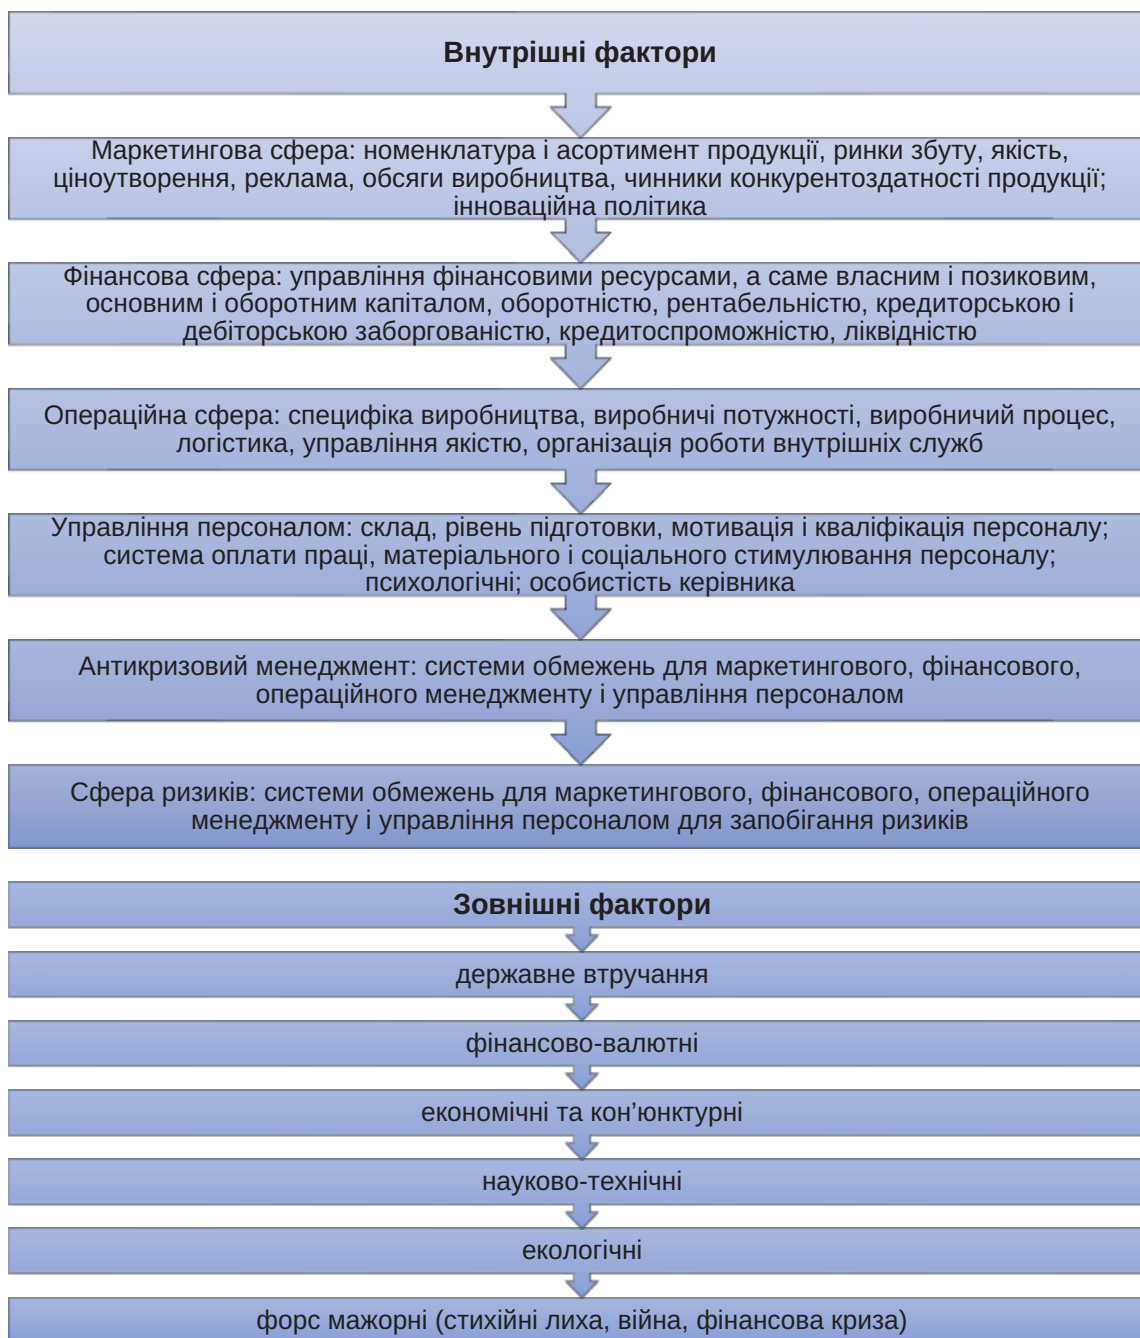 Внутрішні фактори
Маркетингова сфера: номенклатура і асортимент продукції, ринки збуту, якість,
ціноутворення, реклама, обсяги виробництва, чинники конкурентоздатності продукції;
інноваційна політика
Фінансова сфера: управління фінансовими ресурсами, а саме власним і позиковим,
основним і оборотним капіталом, оборотністю, рентабельністю, кредиторською і
дебіторською заборгованістю, кредитоспроможністю, ліквідністю
Операційна сфера: специфіка виробництва, виробничі потужності, виробничий процес,
логістика, управління якістю, організація роботи внутрішніх служб
Управління персоналом: склад, рівень підготовки, мотивація і кваліфікація персоналу;
система оплати праці, матеріального і соціального стимулювання персоналу;
психологічні; особистість керівника
Антикризовий менеджмент: системи обмежень для маркетингового, фінансового,
операційного менеджменту і управління персоналом
Сфера ризиків: системи обмежень для маркетингового, фінансового, операційного
менеджменту і управління персоналом для запобігання ризиків
Зовнішні фактори
державне втручання
фінансово-валютні
економічні та кон’юнктурні
науково-технічні
екологічні
форс мажорні (стихійні лиха, війна, фінансова криза)